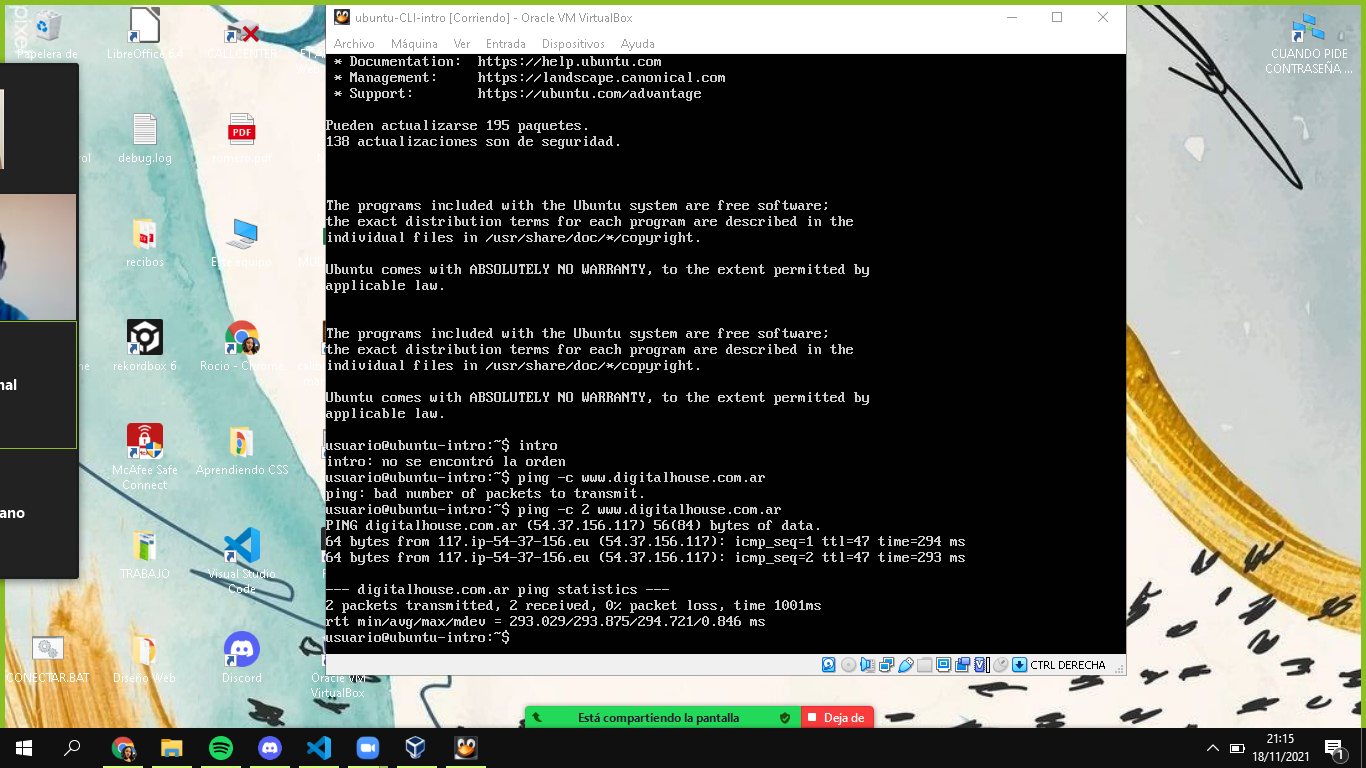 ubuntu-CLI-intro [Corriendo] - Oracle VM VirtualBox
Archivo Máquina Ver Entrada Dispositivos Ayuda
* Documentation: https://help.ubuntu.com
* Management: https://landscape.canonical.com
* Support: https://ubuntu.com/advantage
Pueden actualizarse 195 paquetes.
138 actualizaciones son de seguridad.
The programs included with the Ubuntu system are free software;
the exact distribution terms for each program are described in the
individual files in /usr/share/doc/*/copyright.
Ubuntu comes with ABSOLUTELY NO WARRANTY, to the extent permitted by
applicable law.
The programs included with the Ubuntu system are free software;
the exact distribution terms for each program are described in the
individual files in /usr/share/doc/*/copyright.
Ubuntu comes with ABSOLUTELY NO WARRANTY, to the extent permitted by
applicable law.
usuario@ubuntu-intro:~$ intro
intro: no se encontró la orden
usuario@ubuntu-intro:~$ ping -c www.digitalhouse.com.ar
ping: bad number of packets to transmit.
usuario@ubuntu-intro:~$ ping -c 2 www.digitalhouse.com.ar
PING digitalhouse.com.ar (54.37.156.117) 56(84) bytes of data.
64 bytes from 117.ip-54-37-156.eu (54.37.156.117): icmp_seq=1 ttl=47 time=294 ms
64 bytes from 117.ip-54-37-156.eu (54.37.156.117): icmp_seq=2 ttl=47 time=293 ms
--- digitalhouse.com.ar ping statistics ---
2 packets transmitted, 2 received, 0% packet loss, time 1001ms
rtt min/avg/max/mdev = 293.029/293.875/294.721/0.846 ms
usuario@ubuntu-intro:~$
CTRL DERECHA
Papelera de
LibreOffice 6.4
CALLCENTER
debug.log
PDF
romero.pdf
recibos
Este equipo
rekordbox 6
Rocio - Chrome
McAfee Safe
Connect
Aprendiendo CSS
TRABAJO
Visual Studio
Code
CONECTAR.BAT
Diseño Web
Discord
Oracle VM
VirtualBox
CUANDO PIDE
CONTRASEÑA ...
nal
ano
Está compartiendo la pantalla
Deja de
21:15
18/11/2021
1